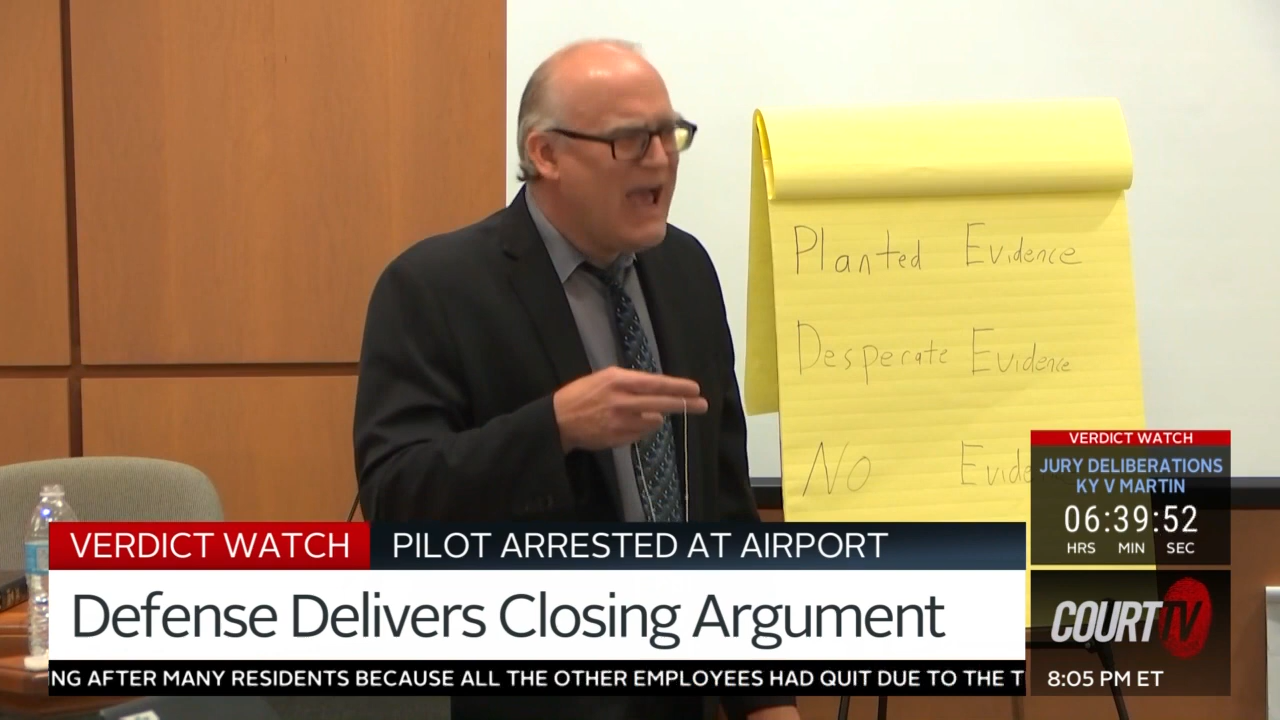 Planted Evidence
Desperate Evidence
NO
VERDICT WATCH
JURY DELIBERATIONS
KY V MARTIN
06:39:52
HRS MIN SEC
VERDICT WATCH
PILOT ARRESTED AT AIRPORT
Defense Delivers Closing Argument
COURT TV
NG AFTER MANY RESIDENTS BECAUSE ALL THE OTHER EMPLOYEES HAD QUIT DUE TO THE T
8:05 PM ET